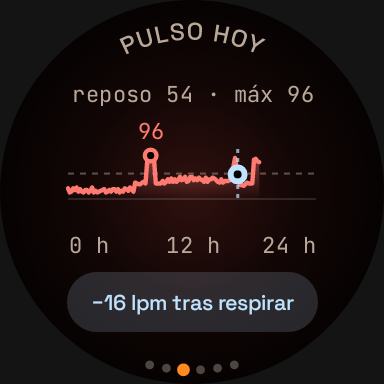 PULSO HOY
reposo 54 · máx 96
96
0 h 12 h 24 h
−16 lpm tras respirar